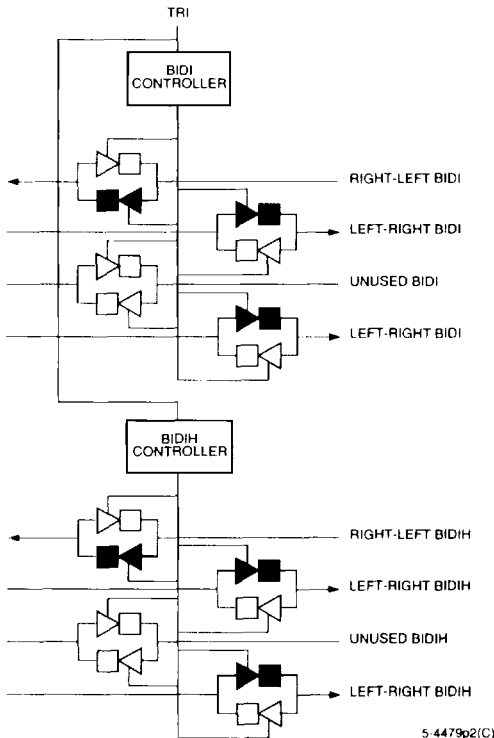 TRI
BIDI
CONTROLLER
RIGHT-LEFT BIDI
LEFT-RIGHT BIDI
UNUSED BIDI
LEFT-RIGHT BIDI
BIDIH
CONTROLLER
RIGHT-LEFT BIDIH
LEFT-RIGHT BIDIH
UNUSED BIDIH
LEFT-RIGHT BIDIH
5-4479p2(C)